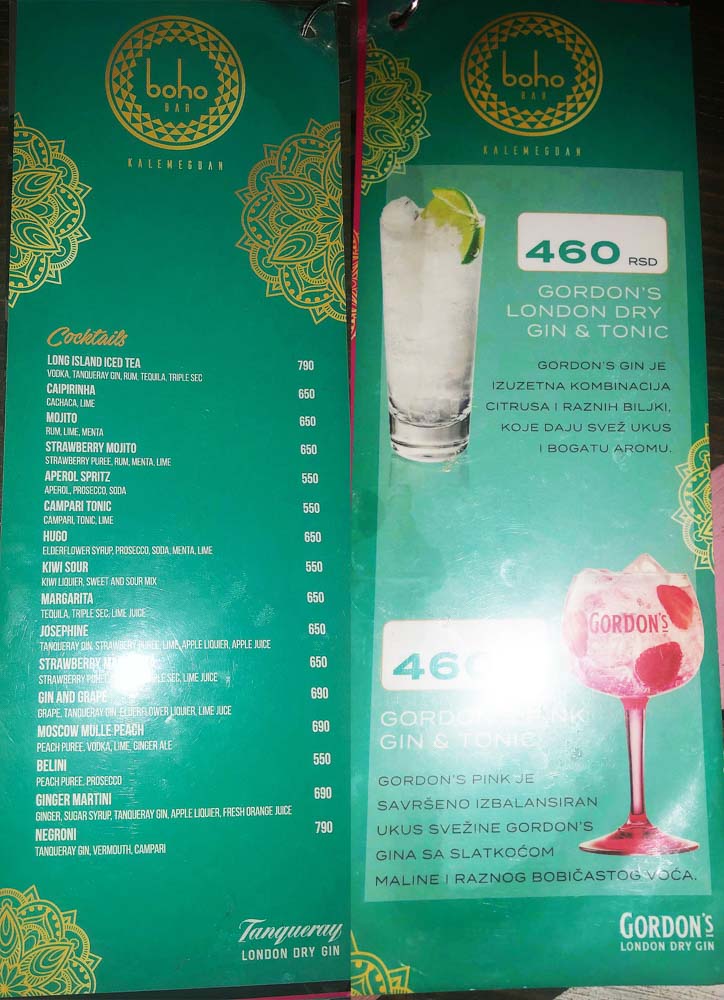 boho
BAR
KALEMEGDAN
Cocktails
LONG ISLAND ICED TEA 790
VODKA, TANQUERAY GIN, RUM, TEQUILA, TRIPLE SEC
CAIPIRINHA 650
CACHACA, LIME
MOJITO 650
RUM, LIME, MENTA
STRAWBERRY MOJITO 650
STRAWBERRY PUREE, RUM, MENTA, LIME
APEROL SPRITZ 550
APEROL, PROSECCO, SODA
CAMPARI TONIC 550
CAMPARI, TONIC, LIME
HUGO 650
ELDERFLOWER SYRUP, PROSECCO, SODA, MENTA, LIME
KIWI SOUR 550
KIWI LIQUIER, SWEET AND SOUR MIX
MARGARITA 650
TEQUILA, TRIPLE SEC, LIME JUICE
JOSEPHINE 650
TANQUERAY GIN, STRAWBERY PUREE, LIME, APPLE LIQUIER, APPLE JUICE
STRAWBERRY 650
STRAWBERRY SEC, LIME JUICE
GIN AND GRAPE 690
GRAPE, TANQUERAY GIN, ELDERFLOWER LIQUIER, LIME JUCE
MOSCOW MULLE PEACH 690
PEACH PUREE, VODKA, LIME, GINGER ALE
BELINI 550
PEACH PUREE, PROSECCO
GINGER MARTINI 690
GINGER, SUGAR SYRUP, TANQUERAY GIN, APPLE LIQUIER, FRESH ORANGE JUICE
NEGRONI 790
TANQUERAY GIN, VERMOUTH, CAMPARI
Tanqueray
LONDON DRY GIN
boho
BAR
KALEMEGDAN
460 RSD
GORDON'S
LONDON DRY
GIN & TONIC
GORDON'S GIN JE
IZUZETNA KOMBINACIJA
CITRUSA I RAZNIH BILJKI,
KOJE DAJU SVEŽ UKUS
I BOGATU AROMU.
GORDON'S
GIN & TONIC
GORDON'S PINK JE
SAVRŠENO IZBALANSIRAN
UKUS SVEŽINE GORDON'S
GINA SA SLATKOĆOM
MALINE I RAZNOG BOBIČASTOG VOĆA.
GORDON'S
LONDON DRY GIN